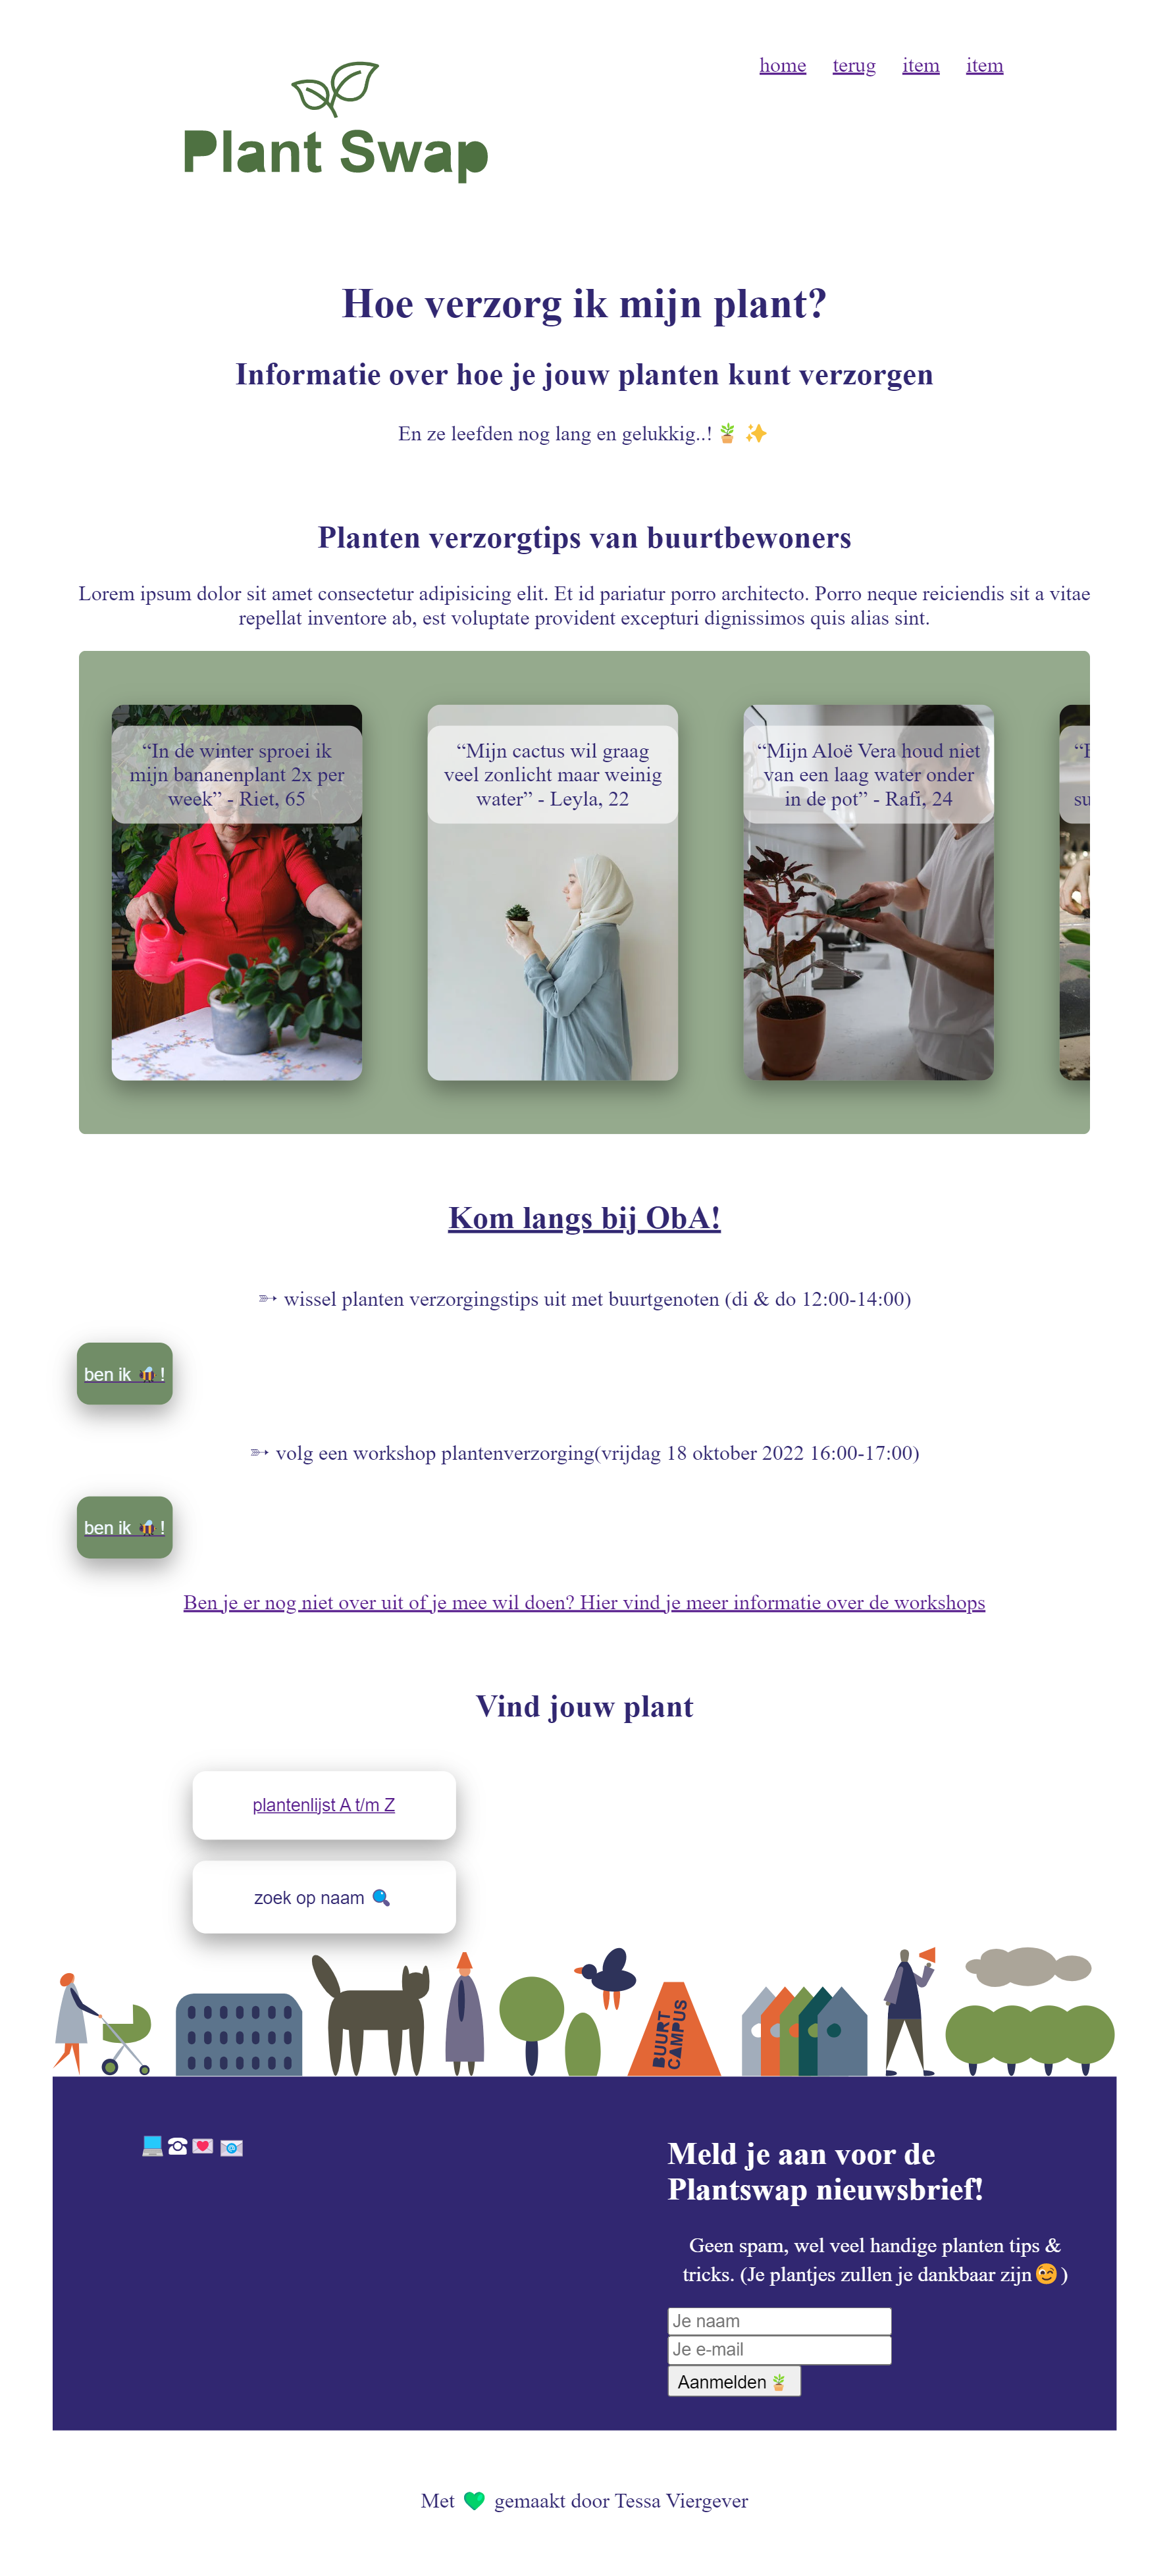 Plant Swap
home terug item item
Hoe verzorg ik mijn plant?
Informatie over hoe je jouw planten kunt verzorgen
En ze leefden nog lang en gelukkig..! 🪴 ✨
Planten verzorgtips van buurtbewoners
Lorem ipsum dolor sit amet consectetur adipisicing elit. Et id pariatur porro architecto. Porro neque reiciendis sit a vitae
repellat inventore ab, est voluptate provident excepturi dignissimos quis alias sint.
“In de winter sproei ik
mijn bananenplant 2x per
week” - Riet, 65
“Mijn cactus wil graag
veel zonlicht maar weinig
water” - Leyla, 22
“Mijn Aloë Vera houd niet
van een laag water onder
in de pot” - Rafi, 24
su
Kom langs bij ObA!
➳ wissel planten verzorgingstips uit met buurtgenoten (di & do 12:00-14:00)
ben ik 🐝!
➳ volg een workshop plantenverzorging(vrijdag 18 oktober 2022 16:00-17:00)
ben ik 🐝!
Ben je er nog niet over uit of je mee wil doen? Hier vind je meer informatie over de workshops
Vind jouw plant
plantenlijst A t/m Z
zoek op naam 🔍
BUURT
CAMPUS
💻 ☎ 💌 📧
Meld je aan voor de
Plantswap nieuwsbrief!
Geen spam, wel veel handige planten tips &
tricks. (Je plantjes zullen je dankbaar zijn😉)
Je naam
Je e-mail
Aanmelden 🪴
Met 💚 gemaakt door Tessa Viergever